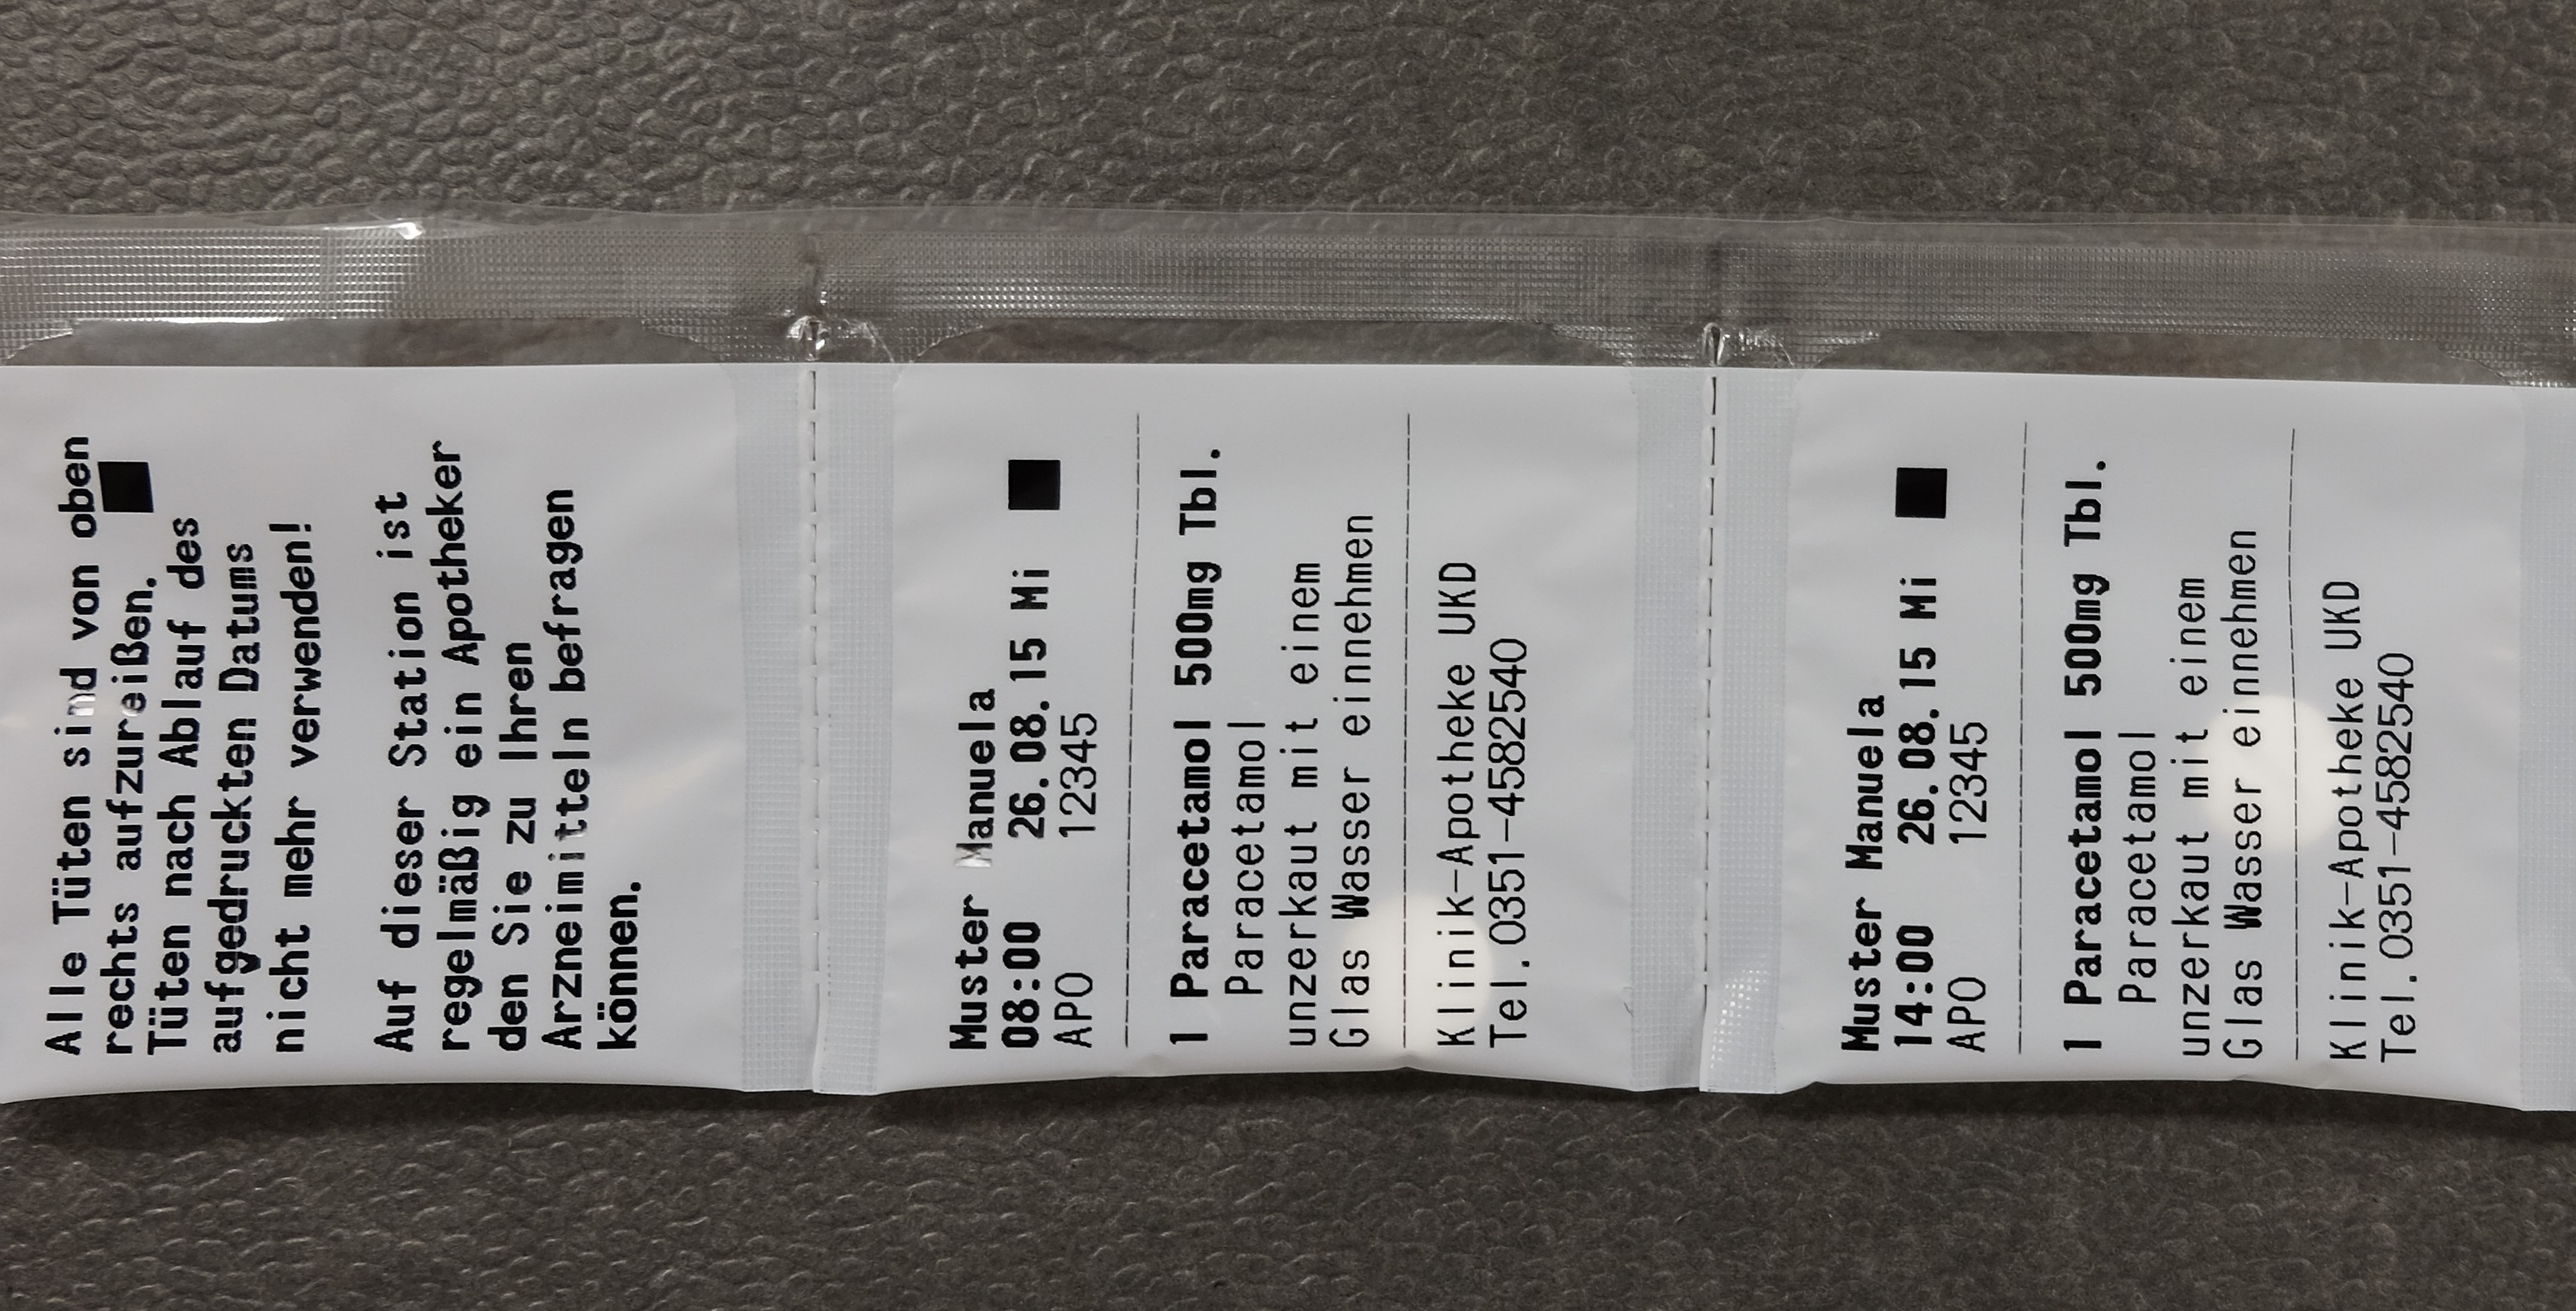 Alle Tüten sind von oben
rechts aufzureißen.
Tüten nach Ablauf des
aufgedruckten Datums
nicht mehr verwenden!
Auf dieser Station ist
regelmäßig ein Apotheker
den Sie zu Ihren
Arzneimitteln befragen
können.
Muster Manuela
08:00 26.08.15 Mi
APO 12345
1 Paracetamol 500mg Tbl.
Paracetamol
unzerkaut mit einem
Glas Wasser einnehmen
Klinik-Apotheke UKD
Tel.0351-4582540
Muster Manuela
14:00 26.08.15 Mi
APO 12345
1 Paracetamol 500mg Tbl.
Paracetamol
unzerkaut mit einem
Glas Wasser einnehmen
Klinik-Apotheke UKD
Tel.0351-4582540